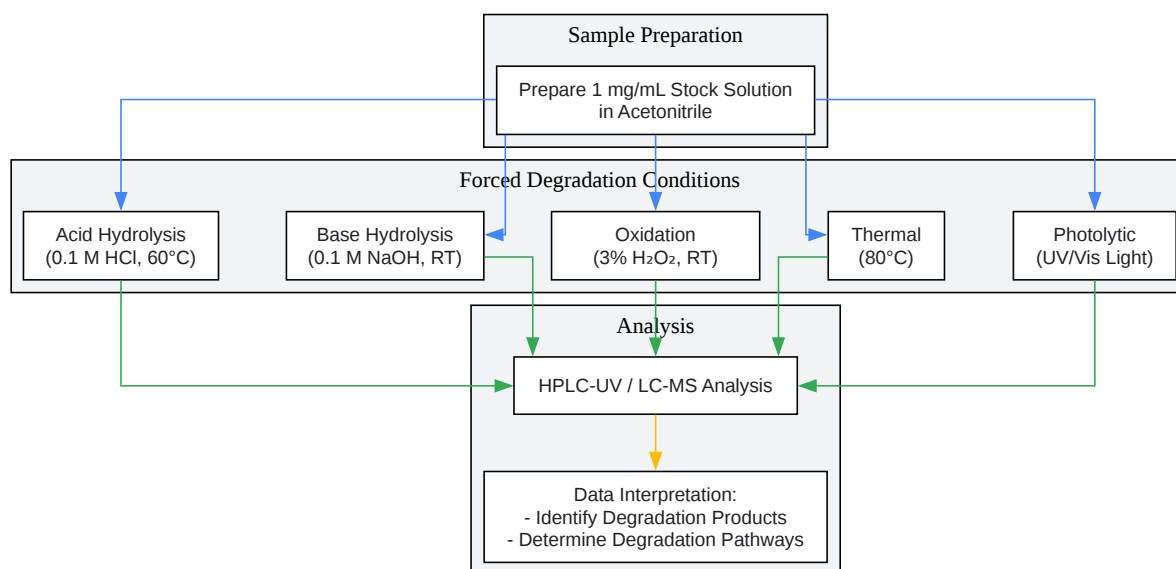 Sample Preparation
Prepare 1 mg/mL Stock Solution
in Acetonitrile
Forced Degradation Conditions
Acid Hydrolysis
(0.1 M HCl, 60°C)
Base Hydrolysis
(0.1 M NaOH, RT)
Oxidation
(3% H₂O₂, RT)
Thermal
(80°C)
Photolytic
(UV/Vis Light)
Analysis
HPLC-UV / LC-MS Analysis
Data Interpretation:
- Identify Degradation Products
- Determine Degradation Pathways